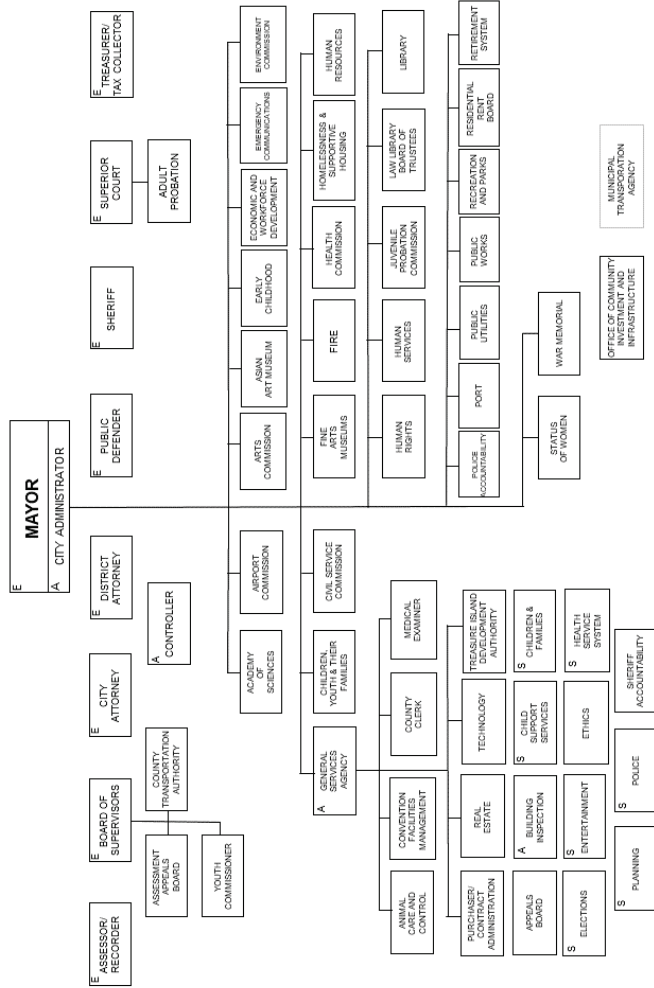 E
MAYOR
A CITY ADMINISTRATOR
E ASSESSOR/
RECORDER
E BOARD OF
SUPERVISORS
E CITY
ATTORNEY
E DISTRICT
ATTORNEY
E PUBLIC
DEFENDER
E SHERIFF
E SUPERIOR
COURT
E TREASURER/
TAX COLLECTOR
ASSESSMENT
APPEALS
BOARD
COUNTY
TRANSPORTATION
AUTHORITY
A CONTROLLER
ADULT
PROBATION
YOUTH
COMMISSIONER
ACADEMY
OF
SCIENCES
AIRPORT
COMMISSION
ARTS
COMMISSION
ASIAN
ART MUSEUM
EARLY
CHILDHOOD
ECONOMIC AND
WORKFORCE
DEVELOPMENT
EMERGENCY
COMMUNICATIONS
ENVIRONMENT
COMMISSION
A GENERAL
SERVICES
AGENCY
CHILDREN,
YOUTH & THEIR
FAMILIES
CIVIL SERVICE
COMMISSION
FINE
ARTS
MUSEUMS
FIRE
HEALTH
COMMISSION
HOMELESSNESS &
SUPPORTIVE
HOUSING
HUMAN
RESOURCES
HUMAN
RIGHTS
HUMAN
SERVICES
JUVENILE
PROBATION
COMMISSION
LAW LIBRARY
BOARD OF
TRUSTEES
LIBRARY
ANIMAL
CARE AND
CONTROL
CONVENTION
FACILITIES
MANAGEMENT
COUNTY
CLERK
MEDICAL
EXAMINER
POLICE
ACCOUNTABILITY
PORT
PUBLIC
UTILITIES
PUBLIC
WORKS
RECREATION
AND PARKS
RESIDENTIAL
RENT
BOARD
RETIREMENT
SYSTEM
PURCHASER/
CONTRACT
ADMINISTRATION
REAL
ESTATE
TECHNOLOGY
TREASURE ISLAND
DEVELOPMENT
AUTHORITY
APPEALS
BOARD
A BUILDING
INSPECTION
S CHILD
SUPPORT
SERVICES
S CHILDREN &
FAMILIES
STATUS
OF WOMEN
WAR MEMORIAL
S ELECTIONS
S ENTERTAINMENT
ETHICS
S HEALTH
SERVICE
SYSTEM
OFFICE OF COMMUNITY
INVESTMENT AND
INFRASTRUCTURE
MUNICIPAL
TRANSPORTATION
AGENCY
S PLANNING
S POLICE
SHERIFF
ACCOUNTABILITY